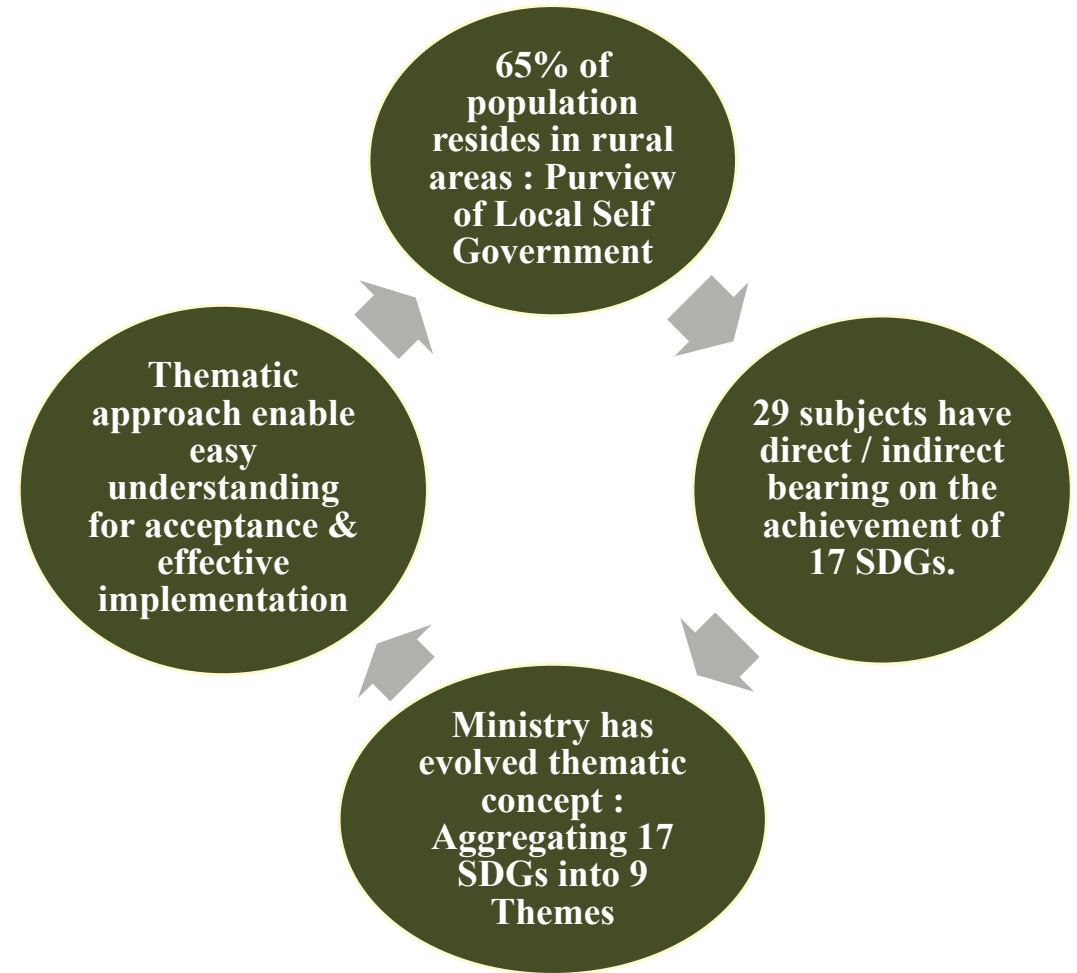 65% of
population
resides in rural
areas : Purview
of Local Self
Government
29 subjects have
direct / indirect
bearing on the
achievement of
17 SDGs.
Ministry has
evolved thematic
concept :
Aggregating 17
SDGs into 9
Themes
Thematic
approach enable
easy
understanding
for acceptance &
effective
implementation